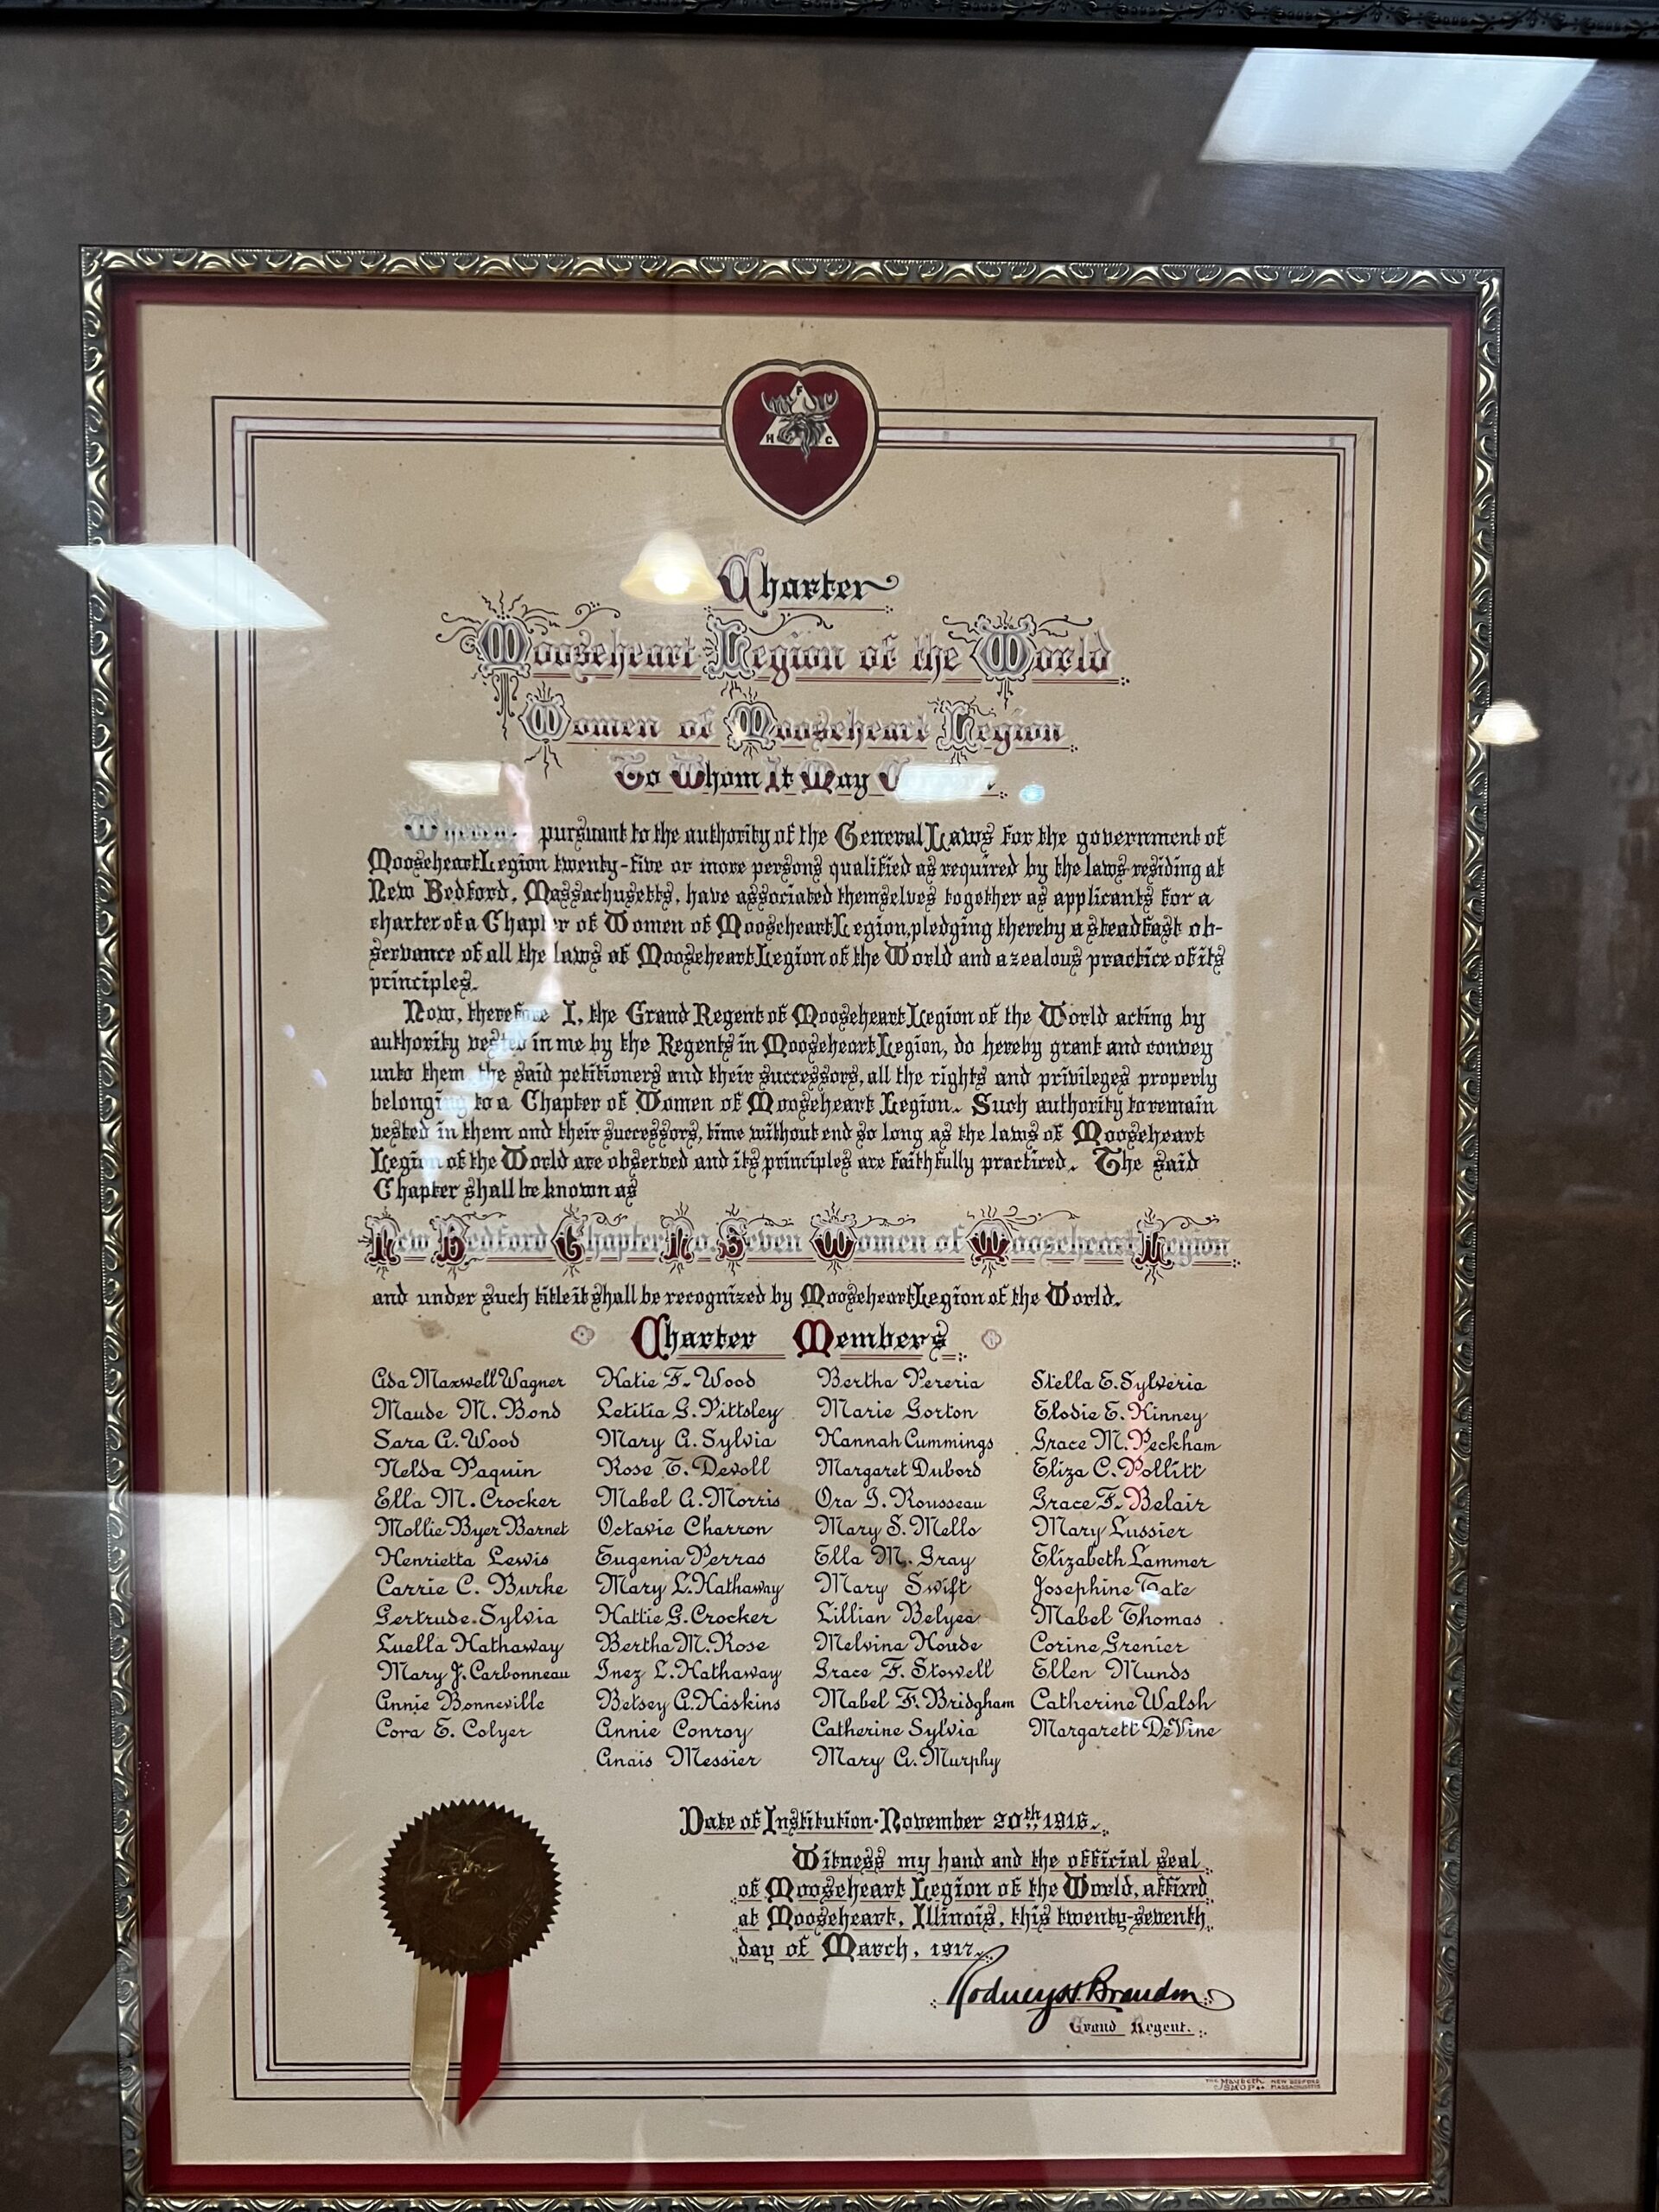 F
H C
Charter
Mooseheart Legion of the World
Women of Mooseheart Legion
To Whom It May
pursuant to the authority of the General Laws for the government of
Mooseheart Legion twenty-five or more persons qualified as required by the laws residing at
New Bedford, Massachusetts, have associated themselves together as applicants for a
charter of a Chapter of Women of Mooseheart Legion, pledging thereby a steadfast ob-
servance of all the laws of Mooseheart Legion of the World and a zealous practice of its
principles.
Now, therefore I, the Grand Regent of Mooseheart Legion of the World acting by
authority vested in me by the Regents in Mooseheart Legion, do hereby grant and convey
unto them, the said petitioners and their successors, all the rights and privileges properly
belonging to a Chapter of Women of Mooseheart Legion. Such authority to remain
vested in them and their successors, time without end so long as the laws of Mooseheart
Legion of the World are observed and its principles are faithfully practiced. The said
Chapter shall be known as
New Bedford Chapter No. Seven Women of Mooseheart Legion
and under such title it shall be recognized by Mooseheart Legion of the World.
Charter Members
Ada Maxwell Wagner Katie F. Wood Bertha Pereria Stella E. Sylveria
Maude M. Bond Letitia G. Pittsley Marie Gorton Elodie E. Kinney
Sara A. Wood Mary A. Sylvia Hannah Cummings Grace M. Peckham
Nelda Paquin Rose T. Devoll Margaret Dubord Eliza C. Pollitt
Ella M. Crocker Mabel A. Morris Ora I. Rousseau Grace F. Belair
Mollie Byer Barnet Octavie Charron Mary S. Mello Mary Lussier
Henrietta Lewis Eugenia Perras Ella M. Gray Elizabeth Lammer
Carrie C. Burke Mary L. Hathaway Mary Swift Josephine Tate
Gertrude Sylvia Hattie G. Crocker Lillian Belyea Mabel Thomas
Luella Hathaway Bertha M. Rose Melvina Houde Corine Grenier
Mary J. Carbonneau Inez L. Hathaway Grace F. Stowell Ellen Munds
Annie Bonneville Betsey A. Haskins Mabel F. Bridgham Catherine Walsh
Cora E. Colyer Annie Conroy Catherine Sylvia Margarett DeVine
Anais Messier Mary A. Murphy
Date of Institution · November 20th 1916.
Witness my hand and the official seal
of Mooseheart Legion of the World, affixed
at Mooseheart, Illinois, this twenty-seventh
day of March, 1917.
Rodney H. Brandon
Grand Regent.
THE Maybeth SHOP NEW BEDFORD MASSACHUSETTS